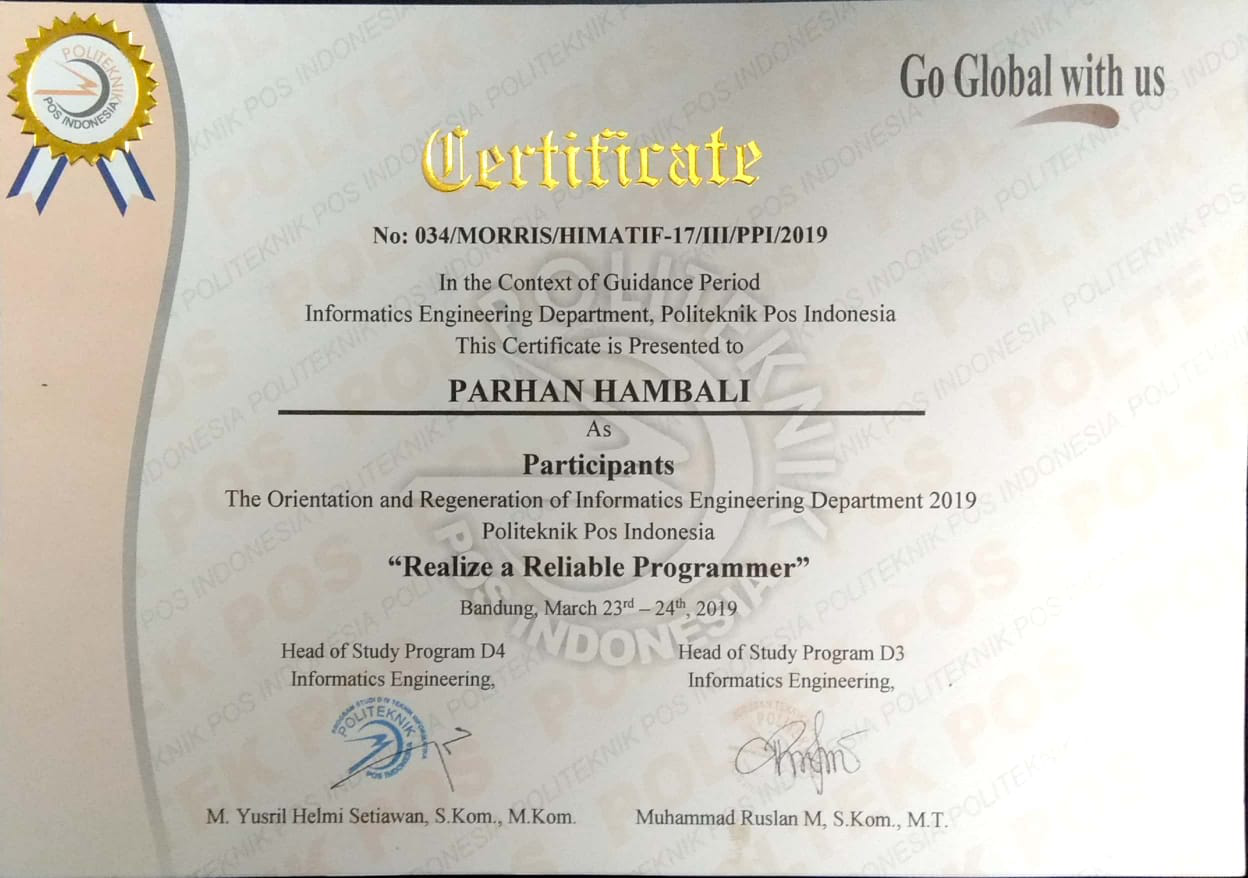 POLITEKNIK
POS INDONESIA
Go Global with us
Certificate
No: 034/MORRIS/HIMATIF-17/III/PPI/2019
In the Context of Guidance Period
Informatics Engineering Department, Politeknik Pos Indonesia
This Certificate is Presented to
PARHAN HAMBALI
As
Participants
The Orientation and Regeneration of Informatics Engineering Department 2019
Politeknik Pos Indonesia
“Realize a Reliable Programmer”
Bandung, March 23rd – 24th, 2019
Head of Study Program D4
Informatics Engineering,
Head of Study Program D3
Informatics Engineering,
POLITEKNIK
POS INDONESIA
M. Yusril Helmi Setiawan, S.Kom., M.Kom.
Muhammad Ruslan M, S.Kom., M.T.